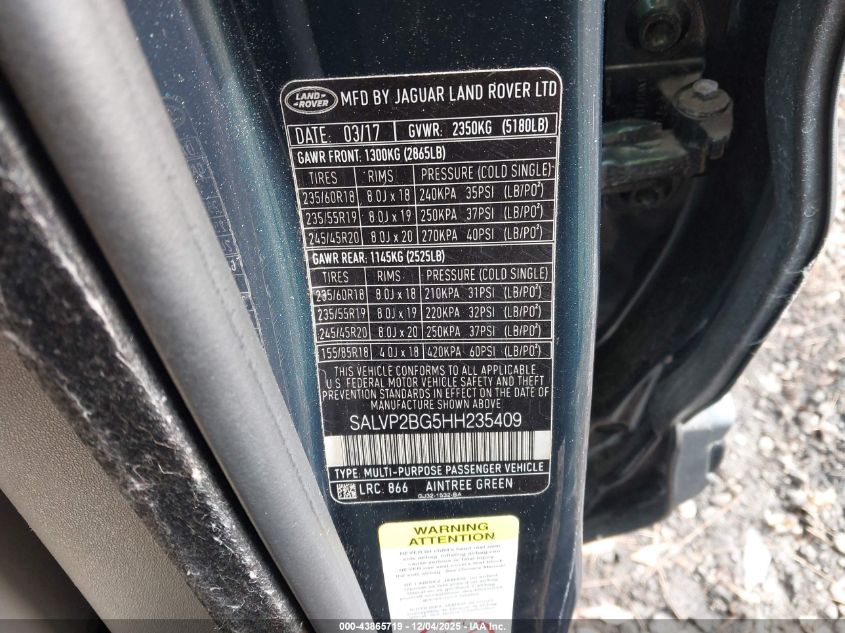 LAND ROVER MFD BY JAGUAR LAND ROVER LTD
DATE: 03/17 GVWR: 2350KG (5180LB)
GAWR FRONT: 1300KG (2865LB)
TIRES RIMS PRESSURE (COLD SINGLE)
235/60R18 8.0J x 18 240KPA 35PSI (LB/PO²)
235/55R19 8.0J x 19 250KPA 37PSI (LB/PO²)
245/45R20 8.0J x 20 270KPA 40PSI (LB/PO²)
GAWR REAR: 1145KG (2525LB)
TIRES RIMS PRESSURE (COLD SINGLE)
235/60R18 8.0J x 18 210KPA 31PSI (LB/PO²)
235/55R19 8.0J x 19 220KPA 32PSI (LB/PO²)
245/45R20 8.0J x 20 250KPA 37PSI (LB/PO²)
155/85R18 4.0J x 18 420KPA 60PSI (LB/PO²)
THIS VEHICLE CONFORMS TO ALL APPLICABLE
U.S. FEDERAL MOTOR VEHICLE SAFETY AND THEFT
PREVENTION STANDARDS IN EFFECT ON THE DATE
OF MANUFACTURE SHOWN ABOVE.
SALVP2BG5HH235409
TYPE: MULTI-PURPOSE PASSENGER VEHICLE
LRC: 866 AINTREE GREEN
GJ32-1532-BA
WARNING
ATTENTION
000-43865719 - 12/04/2025 - © IAA, Inc.